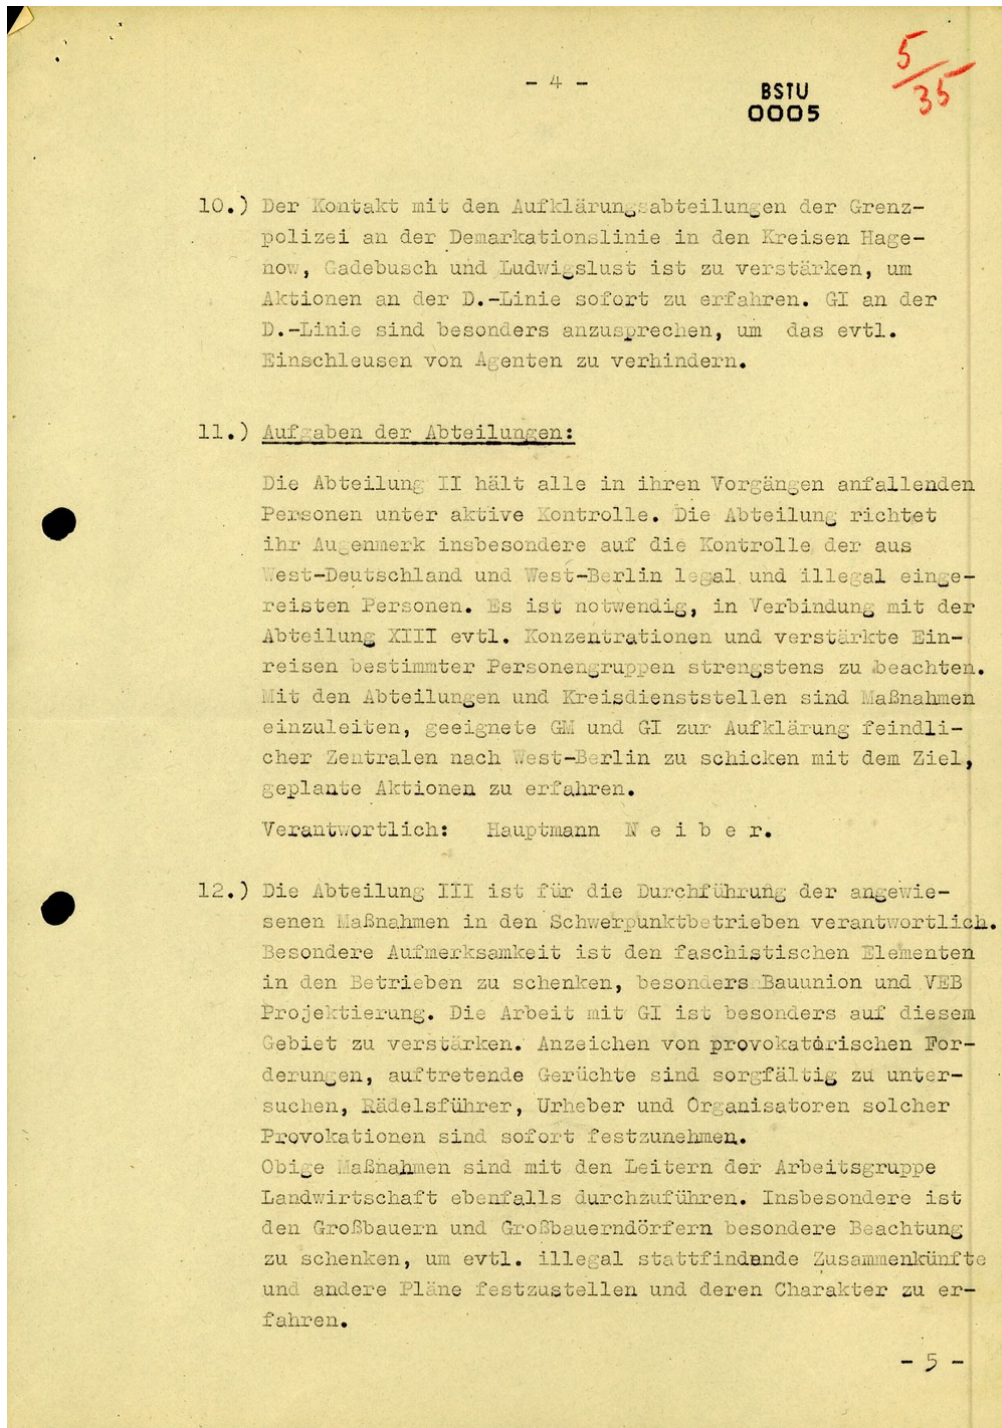 - 4 -
5/35
BSTU
0005
10.) Der Kontakt mit den Aufklärungsabteilungen der Grenz-
polizei an der Demarkationslinie in den Kreisen Hage-
now, Gadebusch und Ludwigslust ist zu verstärken, um
Aktionen an der D.-Linie sofort zu erfahren. GI an der
D.-Linie sind besonders anzusprechen, um das evtl.
Einschleusen von Agenten zu verhindern.
11.) Aufgaben der Abteilungen:
Die Abteilung II hält alle in ihren Vorgängen anfallenden
Personen unter aktive Kontrolle. Die Abteilung richtet
ihr Augenmerk insbesondere auf die Kontrolle der aus
West-Deutschland und West-Berlin legal und illegal einge-
reisten Personen. Es ist notwendig, in Verbindung mit der
Abteilung XIII evtl. Konzentrationen und verstärkte Ein-
reisen bestimmter Personengruppen strengstens zu beachten.
Mit den Abteilungen und Kreisdienststellen sind Maßnahmen
einzuleiten, geeignete GM und GI zur Aufklärung feindli-
cher Zentralen nach West-Berlin zu schicken mit dem Ziel,
geplante Aktionen zu erfahren.
Verantwortlich: Hauptmann N e i b e r.
12.) Die Abteilung III ist für die Durchführung der angewie-
senen Maßnahmen in den Schwerpunktbetrieben verantwortlich.
Besondere Aufmerksamkeit ist den faschistischen Elementen
in den Betrieben zu schenken, besonders Bauunion und VEB
Projektierung. Die Arbeit mit GI ist besonders auf diesem
Gebiet zu verstärken. Anzeichen von provokatorischen For-
derungen, auftretende Gerüchte sind sorgfältig zu unter-
suchen, Rädelsführer, Urheber und Organisatoren solcher
Provokationen sind sofort festzunehmen.
Obige Maßnahmen sind mit den Leitern der Arbeitsgruppe
Landwirtschaft ebenfalls durchzuführen. Insbesondere ist
den Großbauern und Großbauerndörfern besondere Beachtung
zu schenken, um evtl. illegal stattfindende Zusammenkünfte
und andere Pläne festzustellen und deren Charakter zu er-
fahren.
- 5 -